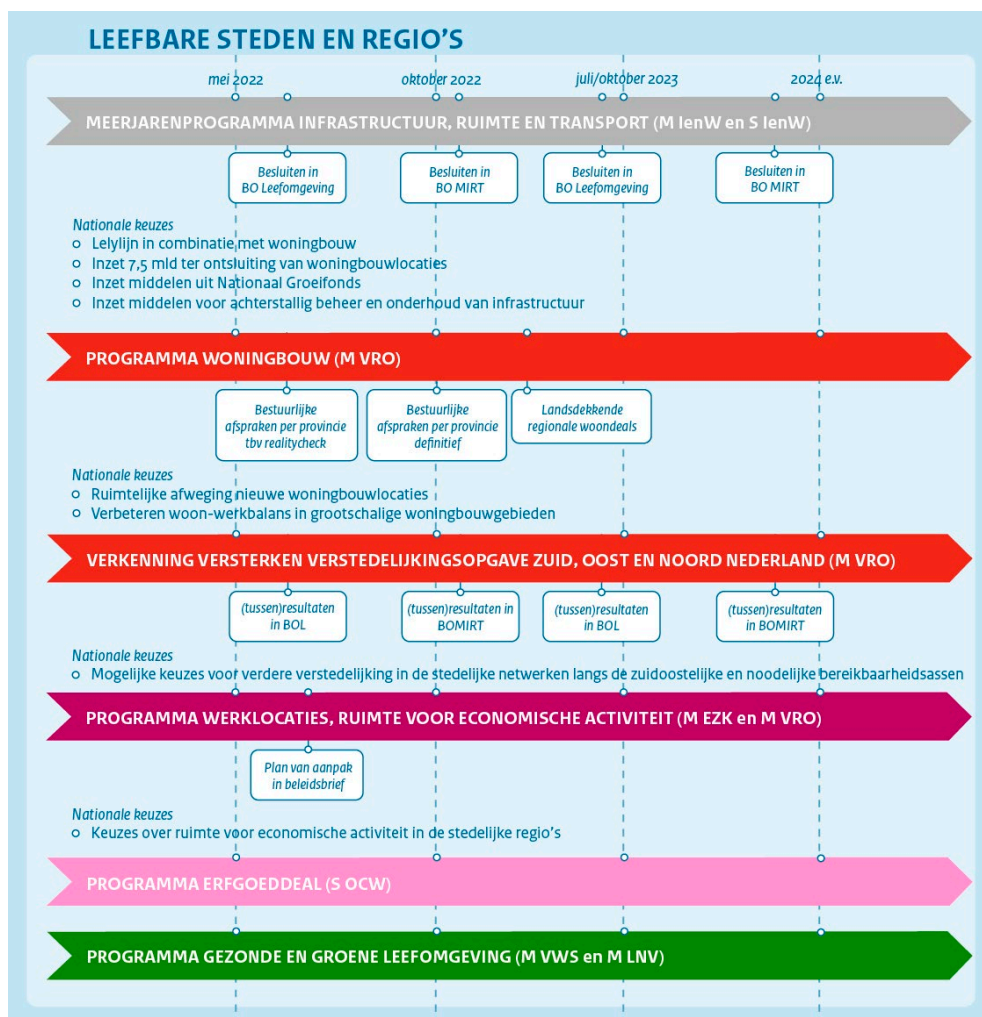 LEEFBARE STEDEN EN REGIO'S
mei 2022
oktober 2022
juli/oktober 2023
2024 e.v.
MEERJARENPROGRAMMA INFRASTRUCTUUR, RUIMTE EN TRANSPORT (M IenW en S IenW)
Besluiten in
BO Leefomgeving
Besluiten in
BO MIRT
Besluiten in
BO Leefomgeving
Besluiten in
BO MIRT
Nationale keuzes
Lelylijn in combinatie met woningbouw
Inzet 7,5 mld ter ontsluiting van woningbouwlocaties
Inzet middelen uit Nationaal Groeifonds
Inzet middelen voor achterstallig beheer en onderhoud van infrastructuur
PROGRAMMA WONINGBOUW (M VRO)
Bestuurlijke
afspraken per provincie
tbv realitycheck
Bestuurlijke
afspraken per provincie
definitief
Landsdekkende
regionale woondeals
Nationale keuzes
Ruimtelijke afweging nieuwe woningbouwlocaties
Verbeteren woon-werkbalans in grootschalige woningbouwgebieden
VERKENNING VERSTERKEN VERSTEDELIJKINGSOPGAVE ZUID, OOST EN NOORD NEDERLAND (M VRO)
(tussen)resultaten
in BOL
(tussen)resultaten in
BOMIRT
(tussen)resultaten
in BOL
(tussen)resultaten
in BOMIRT
Nationale keuzes
Mogelijke keuzes voor verdere verstedelijking in de stedelijke netwerken langs de zuidoostelijke en noodelijke bereikbaarheidsassen
PROGRAMMA WERKLOCATIES, RUIMTE VOOR ECONOMISCHE ACTIVITEIT (M EZK en M VRO)
Plan van aanpak
in beleidsbrief
Nationale keuzes
Keuzes over ruimte voor economische activiteit in de stedelijke regio's
PROGRAMMA ERFGOEDDEAL (S OCW)
PROGRAMMA GEZONDE EN GROENE LEEFOMGEVING (M VWS en M LNV)